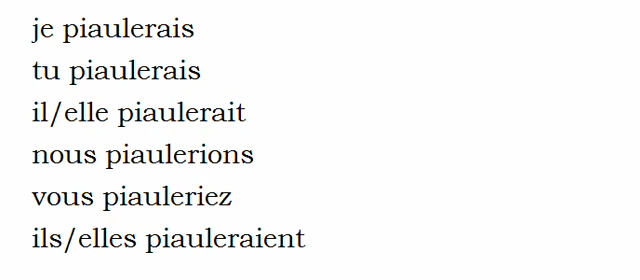 je piaulerais
tu piaulerais
il/elle piaulerait
nous piaulerions
vous piauleriez
ils/elles piauleraient